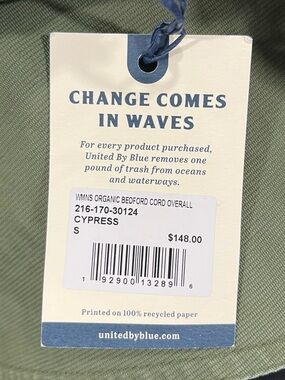 CHANGE COMES
IN WAVES
For every product purchased,
United By Blue removes one
pound of trash from oceans
and waterways.
WMNS ORGANIC BEDFORD CORD OVERALL
216-170-30124
CYPRESS
S
$148.00
1 92900 13289 6
Printed on 100% recycled paper
unitedbyblue.com